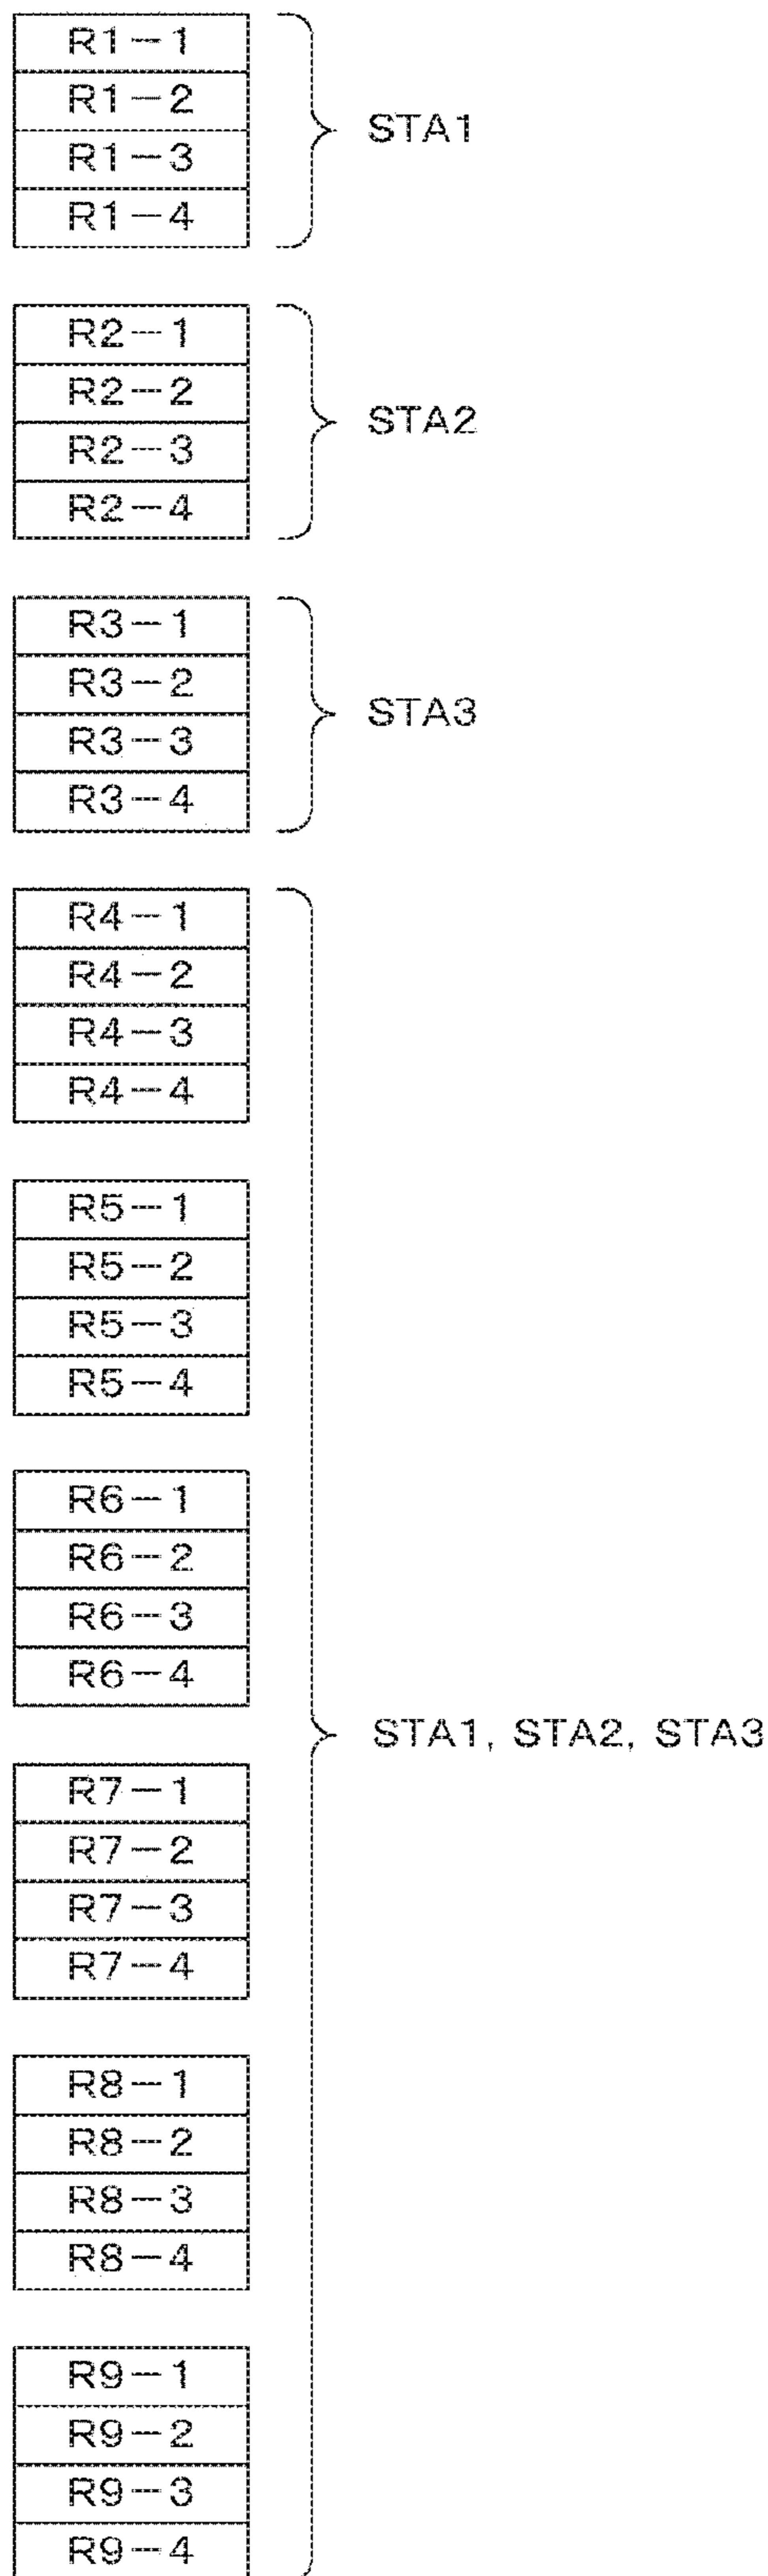 R1-1
R1-2
R1-3
R1-4
STA1
R2-1
R2-2
R2-3
R2-4
STA2
R3-1
R3-2
R3-3
R3-4
STA3
R4-1
R4-2
R4-3
R4-4
R5-1
R5-2
R5-3
R5-4
R6-1
R6-2
R6-3
R6-4
R7-1
R7-2
R7-3
R7-4
R8-1
R8-2
R8-3
R8-4
R9-1
R9-2
R9-3
R9-4
STA1, STA2, STA3